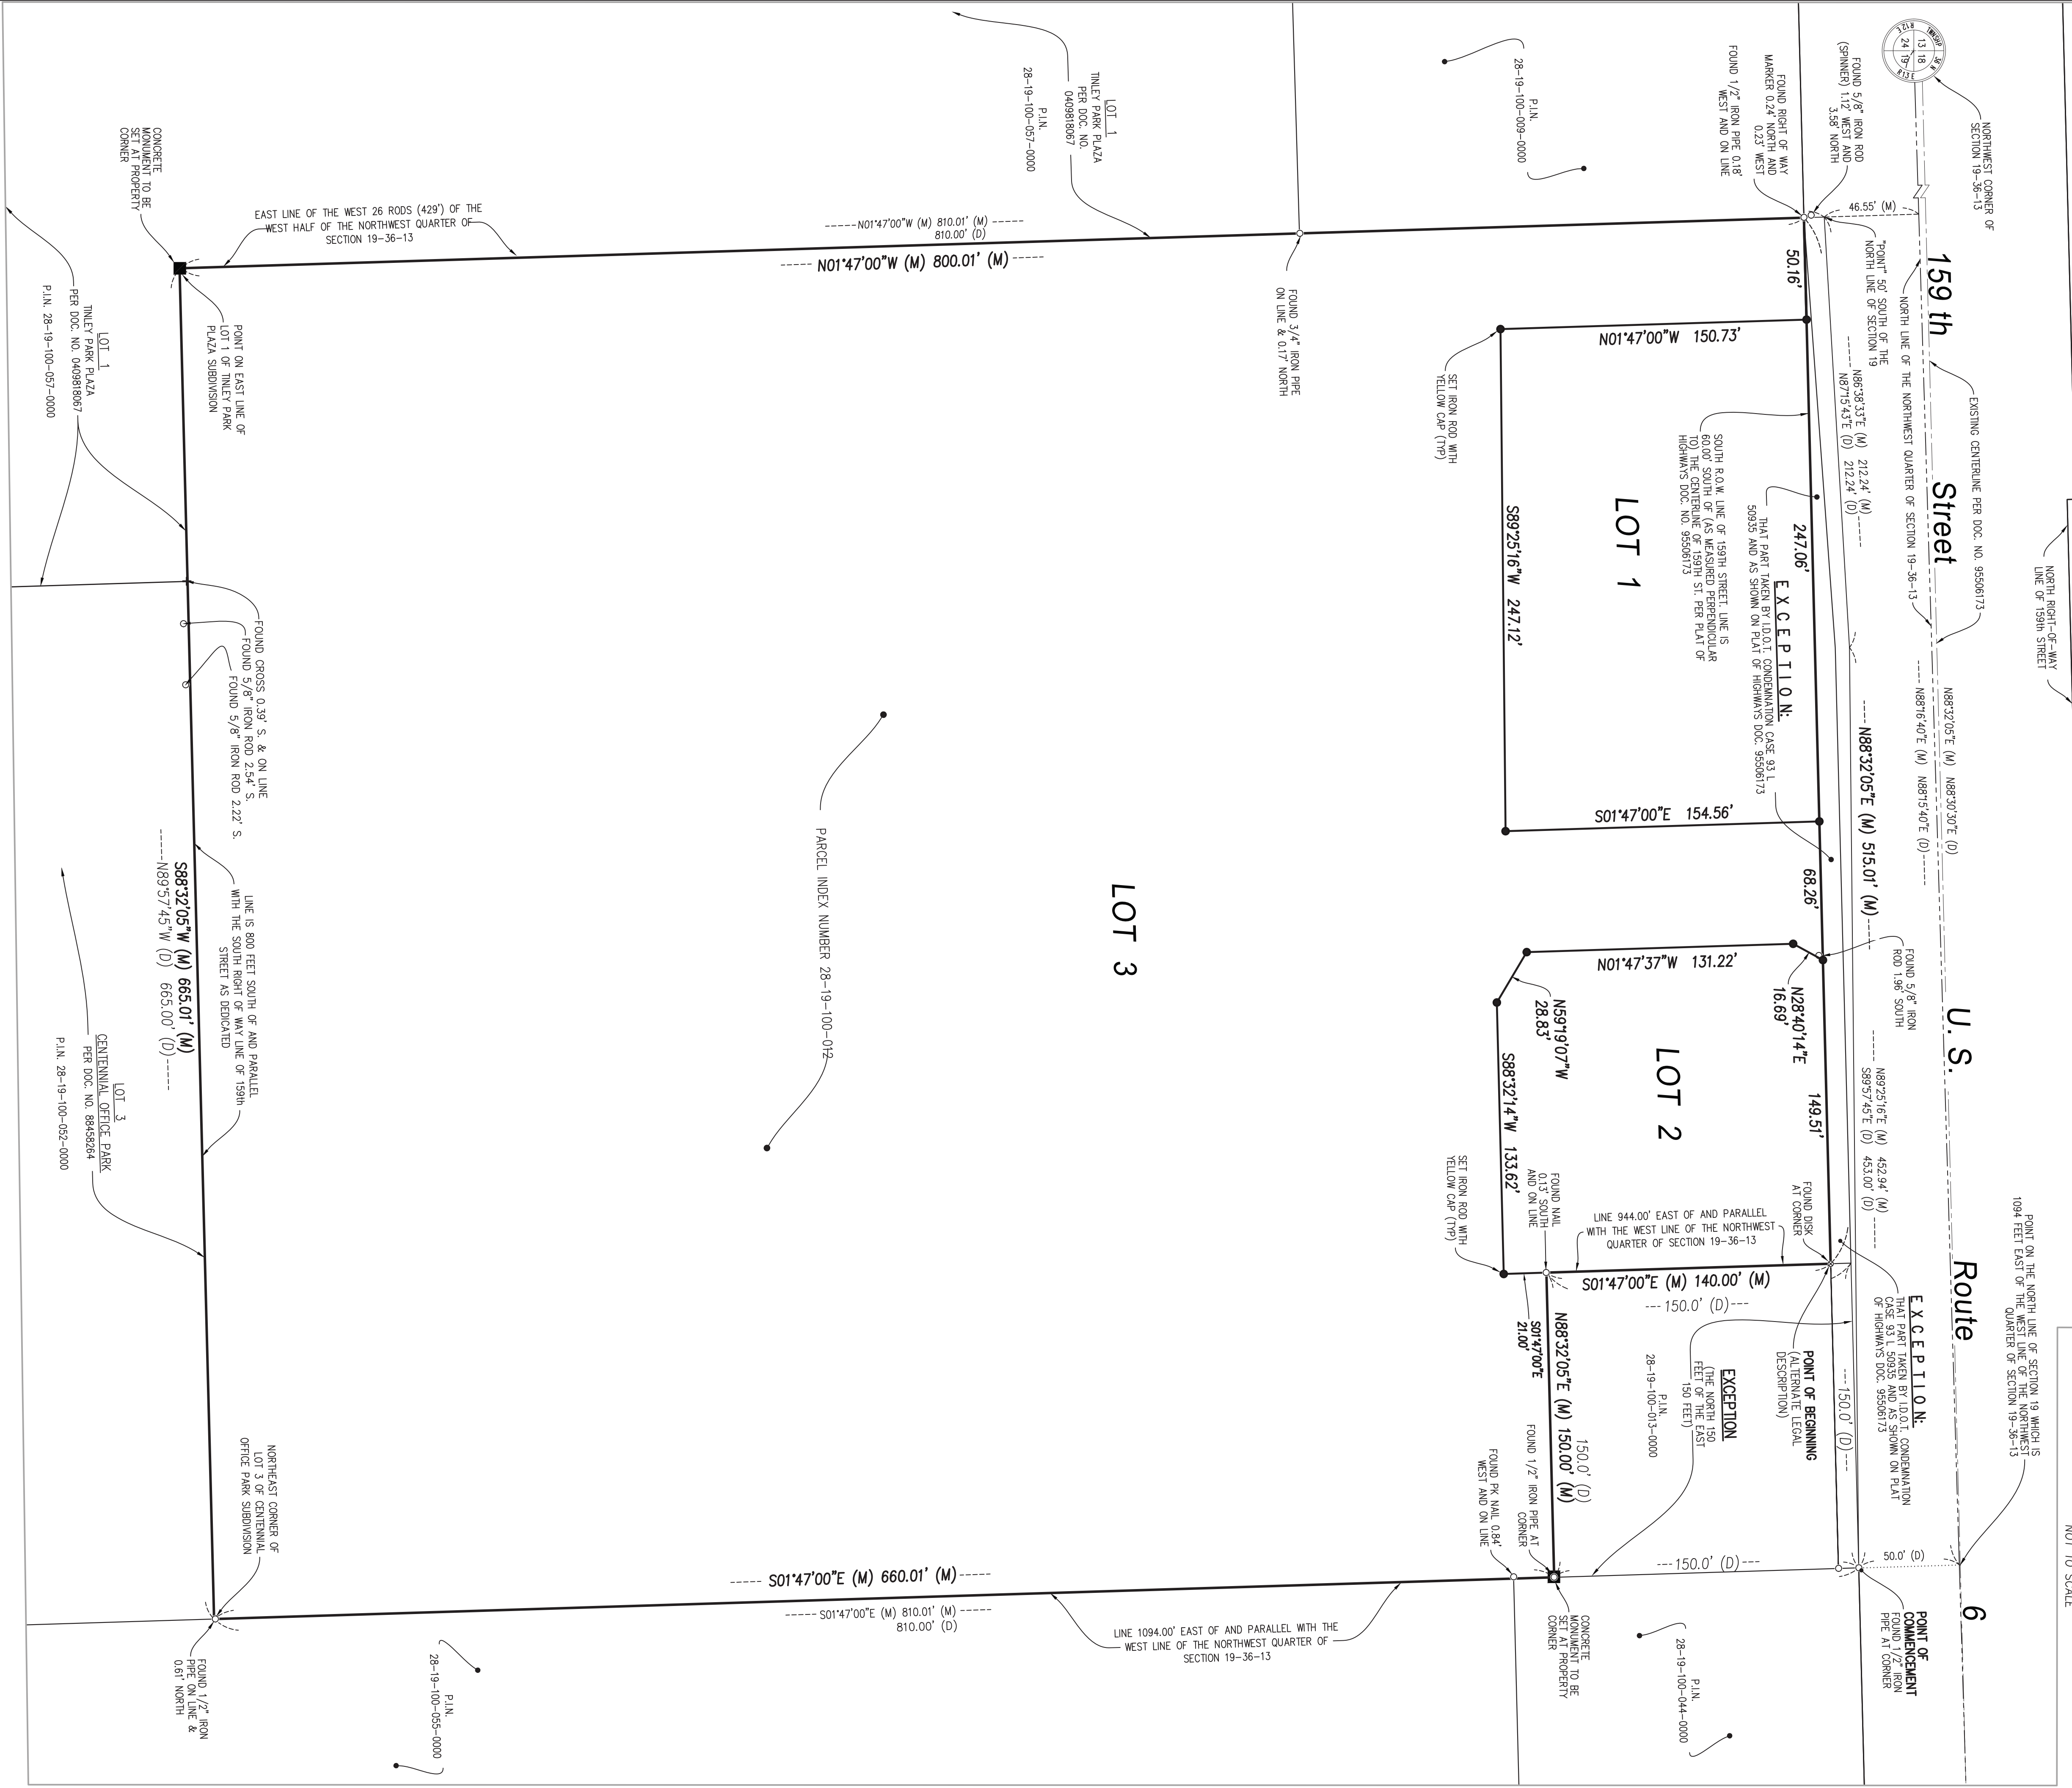 159 th
Street
U. S.
Route
6
TWNSHP 36 N
R 12 E
R 13 E
13 18
24 19
NORTHWEST CORNER OF
SECTION 19-36-13
FOUND 5/8" IRON ROD
(SPINNER) 1.12' WEST AND
3.58' NORTH
FOUND RIGHT OF WAY
MARKER 0.24' NORTH AND
0.23' WEST
FOUND 1/2" IRON PIPE 0.18'
WEST AND ON LINE
46.55' (M)
"POINT" 50' SOUTH OF THE
NORTH LINE OF SECTION 19
NORTH LINE OF THE NORTHWEST QUARTER OF SECTION 19-36-13
EXISTING CENTERLINE PER DOC. NO. 95506173
NORTH RIGHT-OF-WAY
LINE OF 159th STREET
N88°32'05"E (M) N88°30'30"E (D)
---- N88°16'40"E (M) N88°15'40"E (D)------
----- N86°38'33"E (M) 212.24' (M)
N87°15'43"E (D) 212.24' (D)------
---- N88°32'05"E (M) 515.01' (M)-----
N89°25'16"E (M) 452.94' (M)
S89°57'45"E (D) 453.00' (D) -----
POINT ON THE NORTH LINE OF SECTION 19 WHICH IS
1094 FEET EAST OF THE WEST LINE OF THE NORTHWEST
QUARTER OF SECTION 19-36-13
NOT TO SCALE
50.16'
247.06'
68.26'
149.51'
E X C E P T I O N:
THAT PART TAKEN BY I.D.O.T. CONDEMNATION CASE 93 L
50935 AND AS SHOWN ON PLAT OF HIGHWAYS DOC. 95506173
SOUTH R.O.W. LINE OF 159TH STREET. LINE IS
60.00' SOUTH OF (AS MEASURED PERPENDICULAR
TO) THE CENTERLINE OF 159TH ST. PER PLAT OF
HIGHWAYS DOC. NO. 95506173
LOT 1
N01°47'00"W 150.73'
S89°25'16"W 247.12'
S01°47'00"E 154.56'
SET IRON ROD WITH
YELLOW CAP (TYP)
FOUND 5/8" IRON
ROD 1.96' SOUTH
N28°40'14"E
16.69'
N01°47'37"W 131.22'
N59°19'07"W
28.83'
S88°32'14"W 133.62'
LOT 2
FOUND DISK
AT CORNER
FOUND NAIL
0.13' SOUTH
AND ON LINE
SET IRON ROD WITH
YELLOW CAP (TYP)
LINE 944.00' EAST OF AND PARALLEL
WITH THE WEST LINE OF THE NORTHWEST
QUARTER OF SECTION 19-36-13
S01°47'00"E (M) 140.00' (M)
---150.0' (D)---
S01°47'00"E
21.00'
E X C E P T I O N:
THAT PART TAKEN BY I.D.O.T. CONDEMNATION
CASE 93 L 50935 AND AS SHOWN ON PLAT
OF HIGHWAYS DOC. 95506173
---150.0' (D)---
POINT OF BEGINNING
(ALTERNATE LEGAL
DESCRIPTION)
EXCEPTION
(THE NORTH 150
FEET OF THE EAST
150 FEET)
P.I.N.
28-19-100-013-0000
150.0' (D)
N88°32'05"E (M) 150.00' (M)
FOUND 1/2" IRON PIPE AT
CORNER
FOUND PK NAIL 0.84'
WEST AND ON LINE
---150.0' (D)---
50.0' (D)
POINT OF
COMMENCEMENT
FOUND 1/2" IRON
PIPE AT CORNER
P.I.N.
28-19-100-044-0000
CONCRETE
MONUMENT TO BE
SET AT PROPERTY
CORNER
P.I.N.
28-19-100-009-0000
FOUND 3/4" IRON PIPE
ON LINE & 0.17' NORTH
LOT 1
TINLEY PARK PLAZA
PER DOC. NO.
0409818067
P.I.N.
28-19-100-057-0000
-----N01°47'00"W (M) 810.01' (M) -----
810.00' (D)
----- N01°47'00"W (M) 800.01' (M) -----
EAST LINE OF THE WEST 26 RODS (429') OF THE
WEST HALF OF THE NORTHWEST QUARTER OF
SECTION 19-36-13
CONCRETE
MONUMENT TO BE
SET AT PROPERTY
CORNER
LOT 3
PARCEL INDEX NUMBER 28-19-100-012
----- S01°47'00"E (M) 660.01' (M)-----
----- S01°47'00"E (M) 810.01' (M) -----
810.00' (D)
LINE 1094.00' EAST OF AND PARALLEL WITH THE
WEST LINE OF THE NORTHWEST QUARTER OF
SECTION 19-36-13
P.I.N.
28-19-100-055-0000
POINT ON EAST LINE OF
LOT 1 OF TINLEY PARK
PLAZA SUBDIVISION
LOT 1
TINLEY PARK PLAZA
PER DOC. NO. 0409818067
P.I.N. 28-19-100-057-0000
FOUND CROSS 0.39' S. & ON LINE
FOUND 5/8" IRON ROD 2.54' S.
FOUND 5/8" IRON ROD 2.22' S.
LINE IS 800 FEET SOUTH OF AND PARALLEL
WITH THE SOUTH RIGHT OF WAY LINE OF 159th
STREET AS DEDICATED
S88°32'05"W (M) 665.01' (M)
-----N89°57'45"W (D) 665.00' (D)-----
LOT 3
CENTENNIAL OFFICE PARK
PER DOC. NO. 88458264
P.I.N. 28-19-100-052-0000
NORTHEAST CORNER OF
LOT 3 OF CENTENNIAL
OFFICE PARK SUBDIVISION
FOUND 1/2" IRON
PIPE ON LINE &
0.61' NORTH